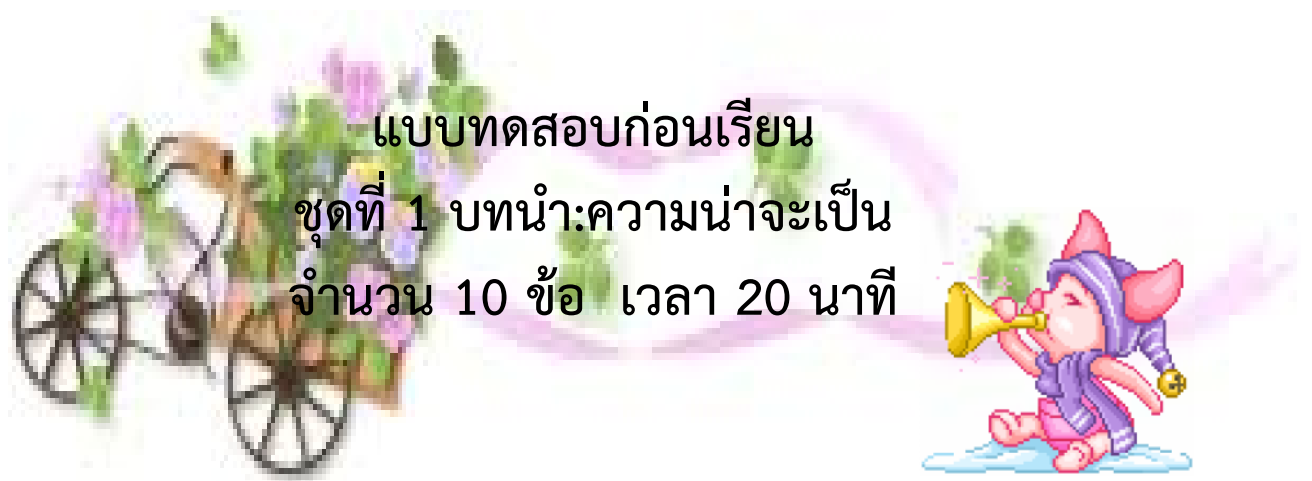 แบบทดสอบก่อนเรียน
ชุดที่ 1 บทนำ:ความน่าจะเป็น
จำนวน 10 ข้อ เวลา 20 นาที